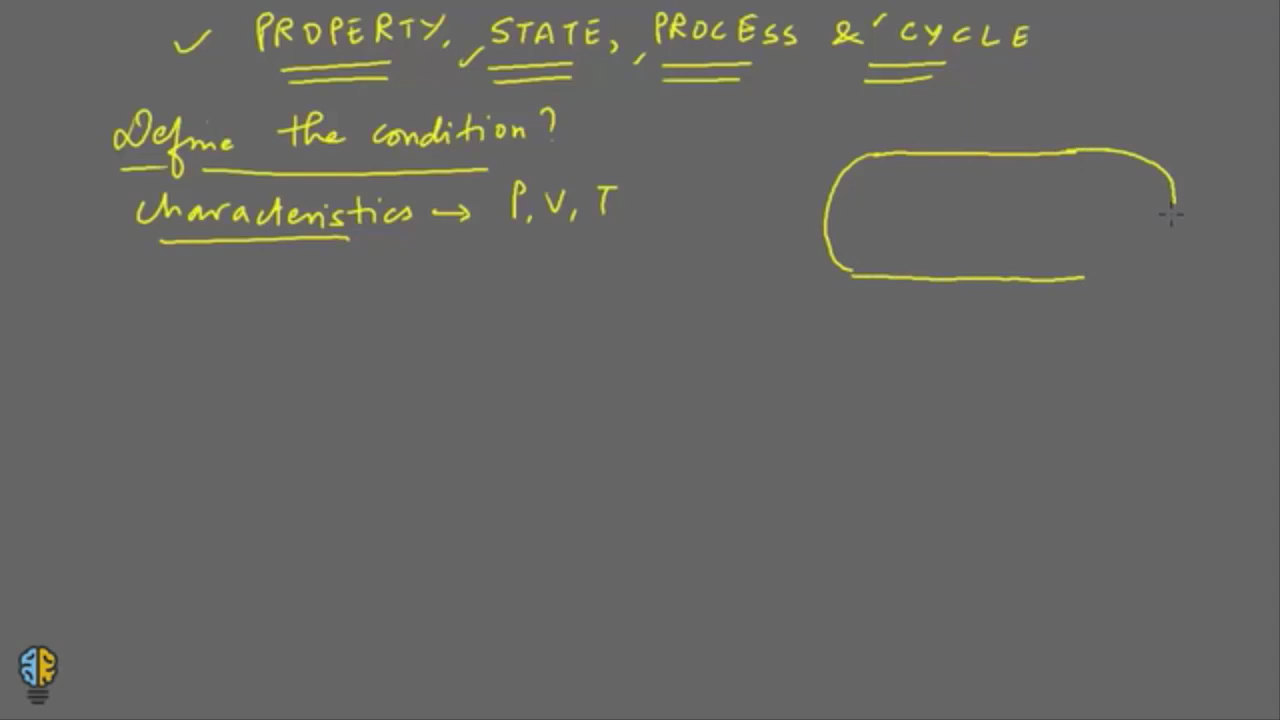 ✓ PROPERTY, ✓ STATE, PROCESS & CYCLE
Define the condition?
Characteristics → P, V, T